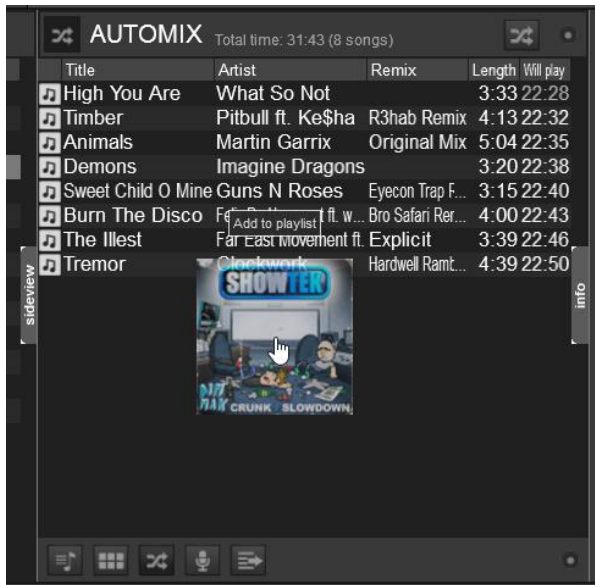 AUTOMIX Total time: 31:43 (8 songs)
Title Artist Remix Length Will play
High You Are What So Not 3:33 22:28
Timber Pitbull ft. Ke$ha R3hab Remix 4:13 22:32
Animals Martin Garrix Original Mix 5:04 22:35
Demons Imagine Dragons 3:20 22:38
Sweet Child O Mine Guns N Roses Eyecon Trap F... 3:15 22:40
Burn The Disco ft. w... Bro Safari Rer... 4:00 22:43
Add to playlist
The Illest Far East Movement ft. Explicit 3:39 22:46
Tremor Clockwork Hardwell Ramb... 4:39 22:50
sideview
info
SHOWTEK
CRUNK SLOWDOWN